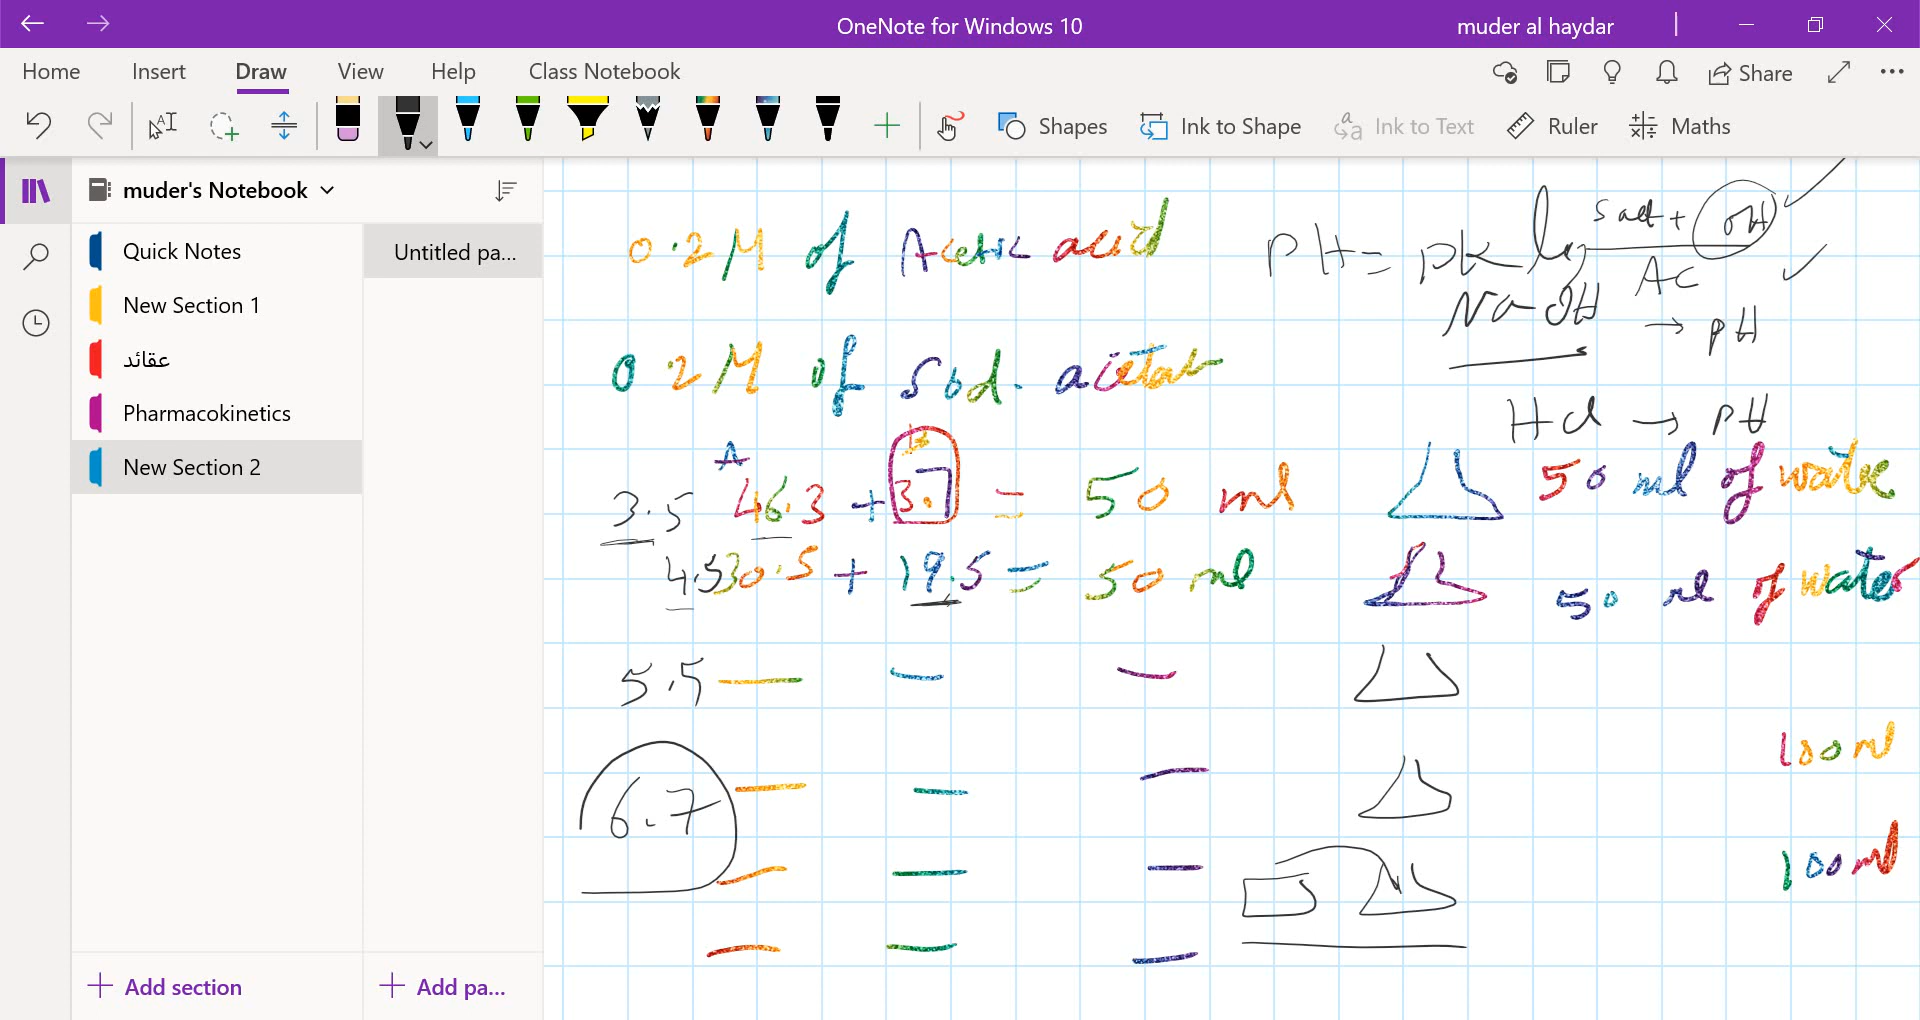 OneNote for Windows 10
muder al haydar
Home Insert Draw View Help Class Notebook
Share
Shapes Ink to Shape Ink to Text Ruler Maths
muder's Notebook
Quick Notes
New Section 1
عقائد
Pharmacokinetics
New Section 2
Untitled pa...
Add section
Add pa...
0.2M of Acetic acid
PH = PK log salt + OH
AC
NaOH → pH
0.2M of Sod. acetate
HCl → PH
A
3.5 46.3 + 3.7 = 50 ml
50 ml of water
4.5 30.5 + 19.5 = 50 ml
50 ml of water
5.5
100 ml
6.7
100 ml